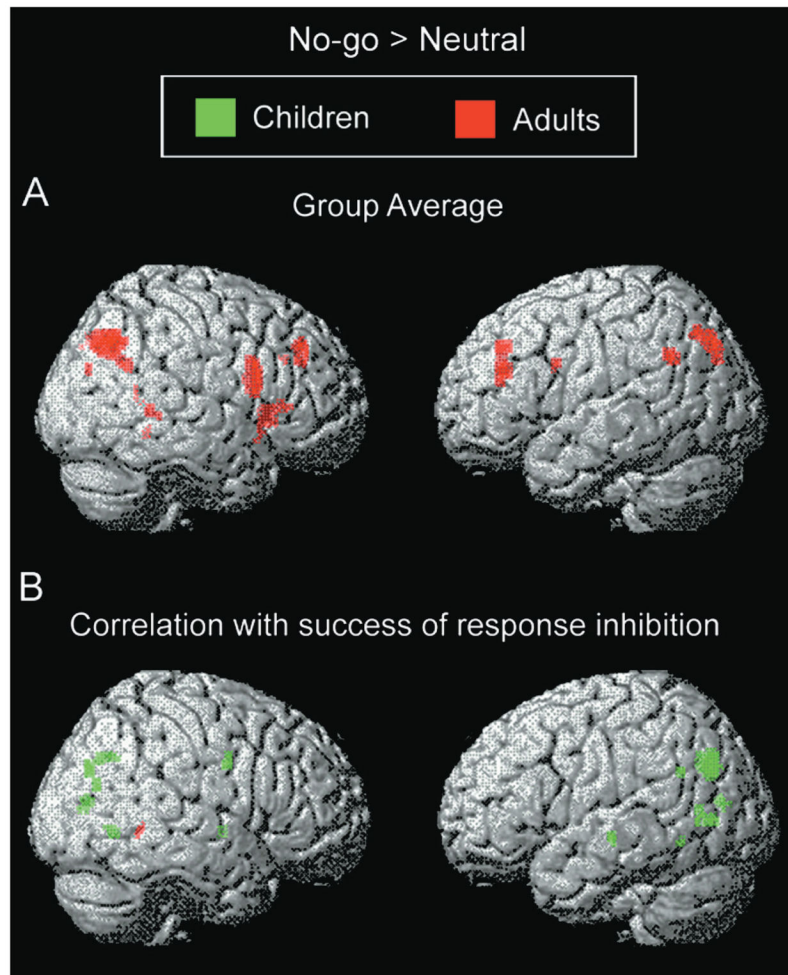 No-go > Neutral
Children Adults
A
Group Average
B
Correlation with success of response inhibition